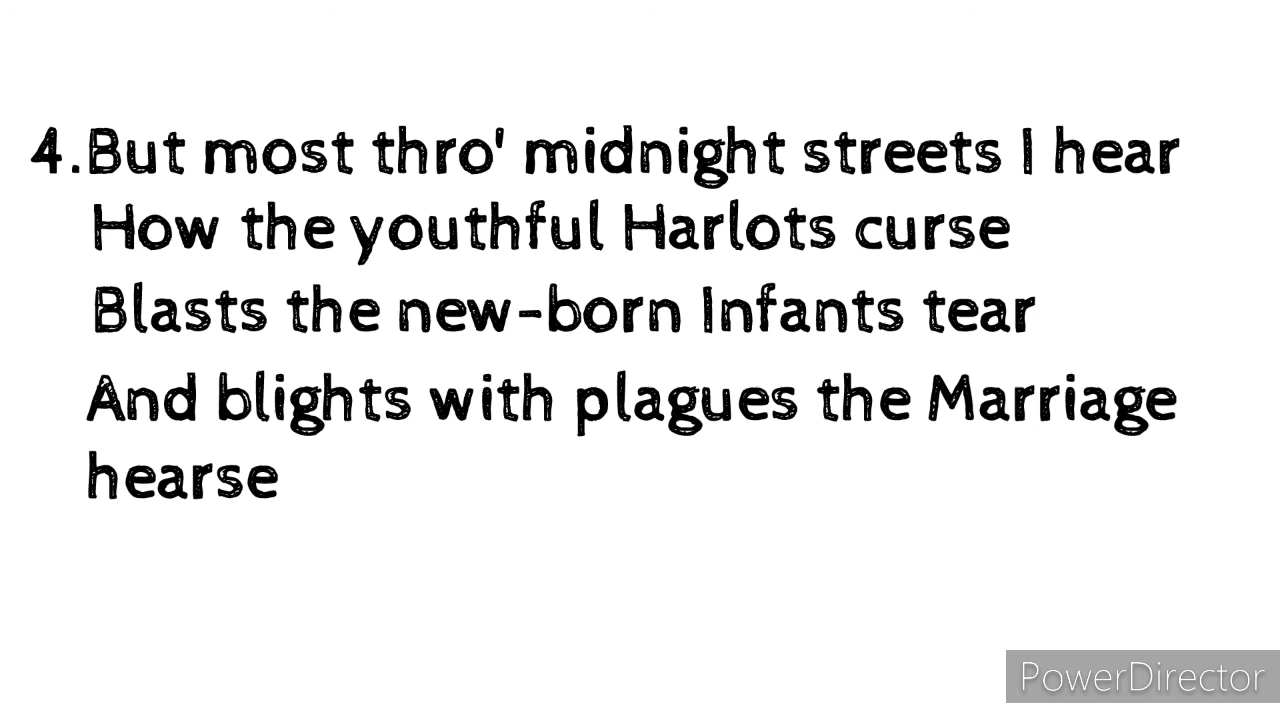 4.But most thro' midnight streets I hear
How the youthful Harlots curse
Blasts the new-born Infants tear
And blights with plagues the Marriage
hearse
PowerDirector